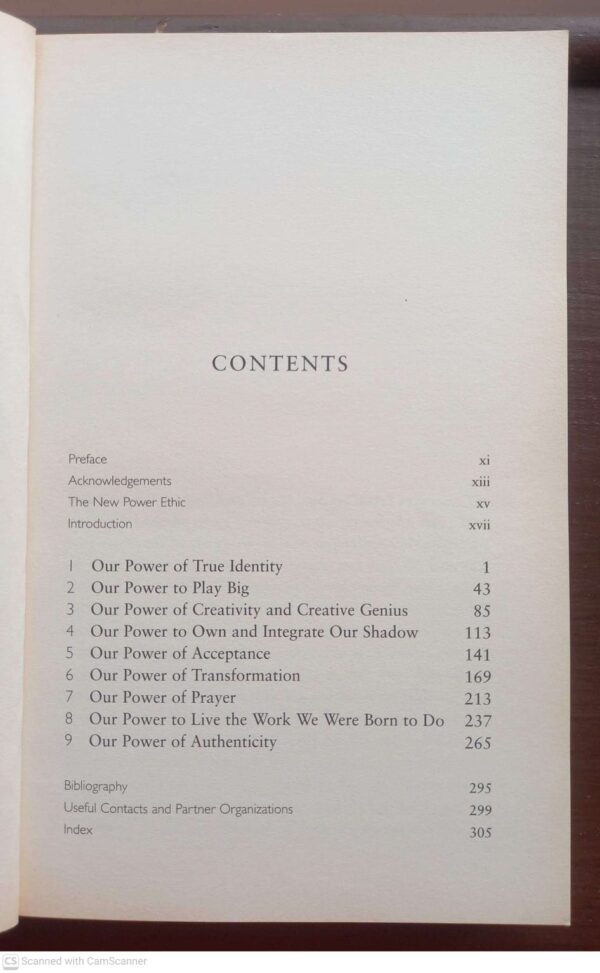 CONTENTS
Preface xi
Acknowledgements xiii
The New Power Ethic xv
Introduction xvii
1 Our Power of True Identity 1
2 Our Power to Play Big 43
3 Our Power of Creativity and Creative Genius 85
4 Our Power to Own and Integrate Our Shadow 113
5 Our Power of Acceptance 141
6 Our Power of Transformation 169
7 Our Power of Prayer 213
8 Our Power to Live the Work We Were Born to Do 237
9 Our Power of Authenticity 265
Bibliography 295
Useful Contacts and Partner Organizations 299
Index 305
CS Scanned with CamScanner